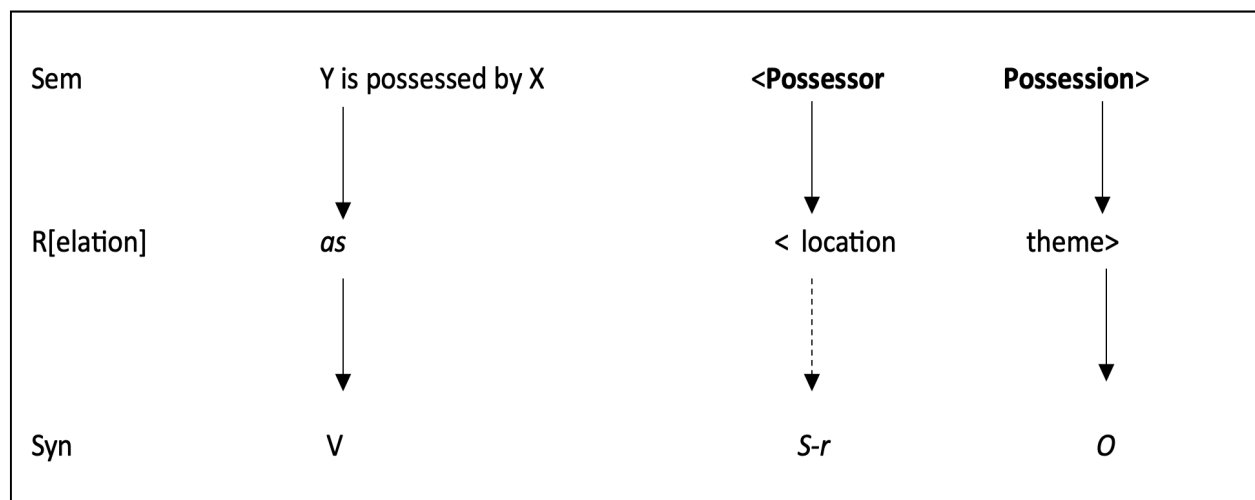 Sem Y is possessed by X <Possessor Possession>
R[elation] as < location theme>
Syn V S-r O